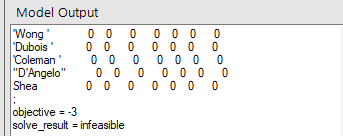 Model Output
'Wong ' 0 0 0 0 0 0 0
'Dubois ' 0 0 0 0 0 0 0
'Coleman ' 0 0 0 0 0 0 0
"D'Angelo" 0 0 0 0 0 0 0
Shea 0 0 0 0 0 0 0
;
objective = -3
solve_result = infeasible